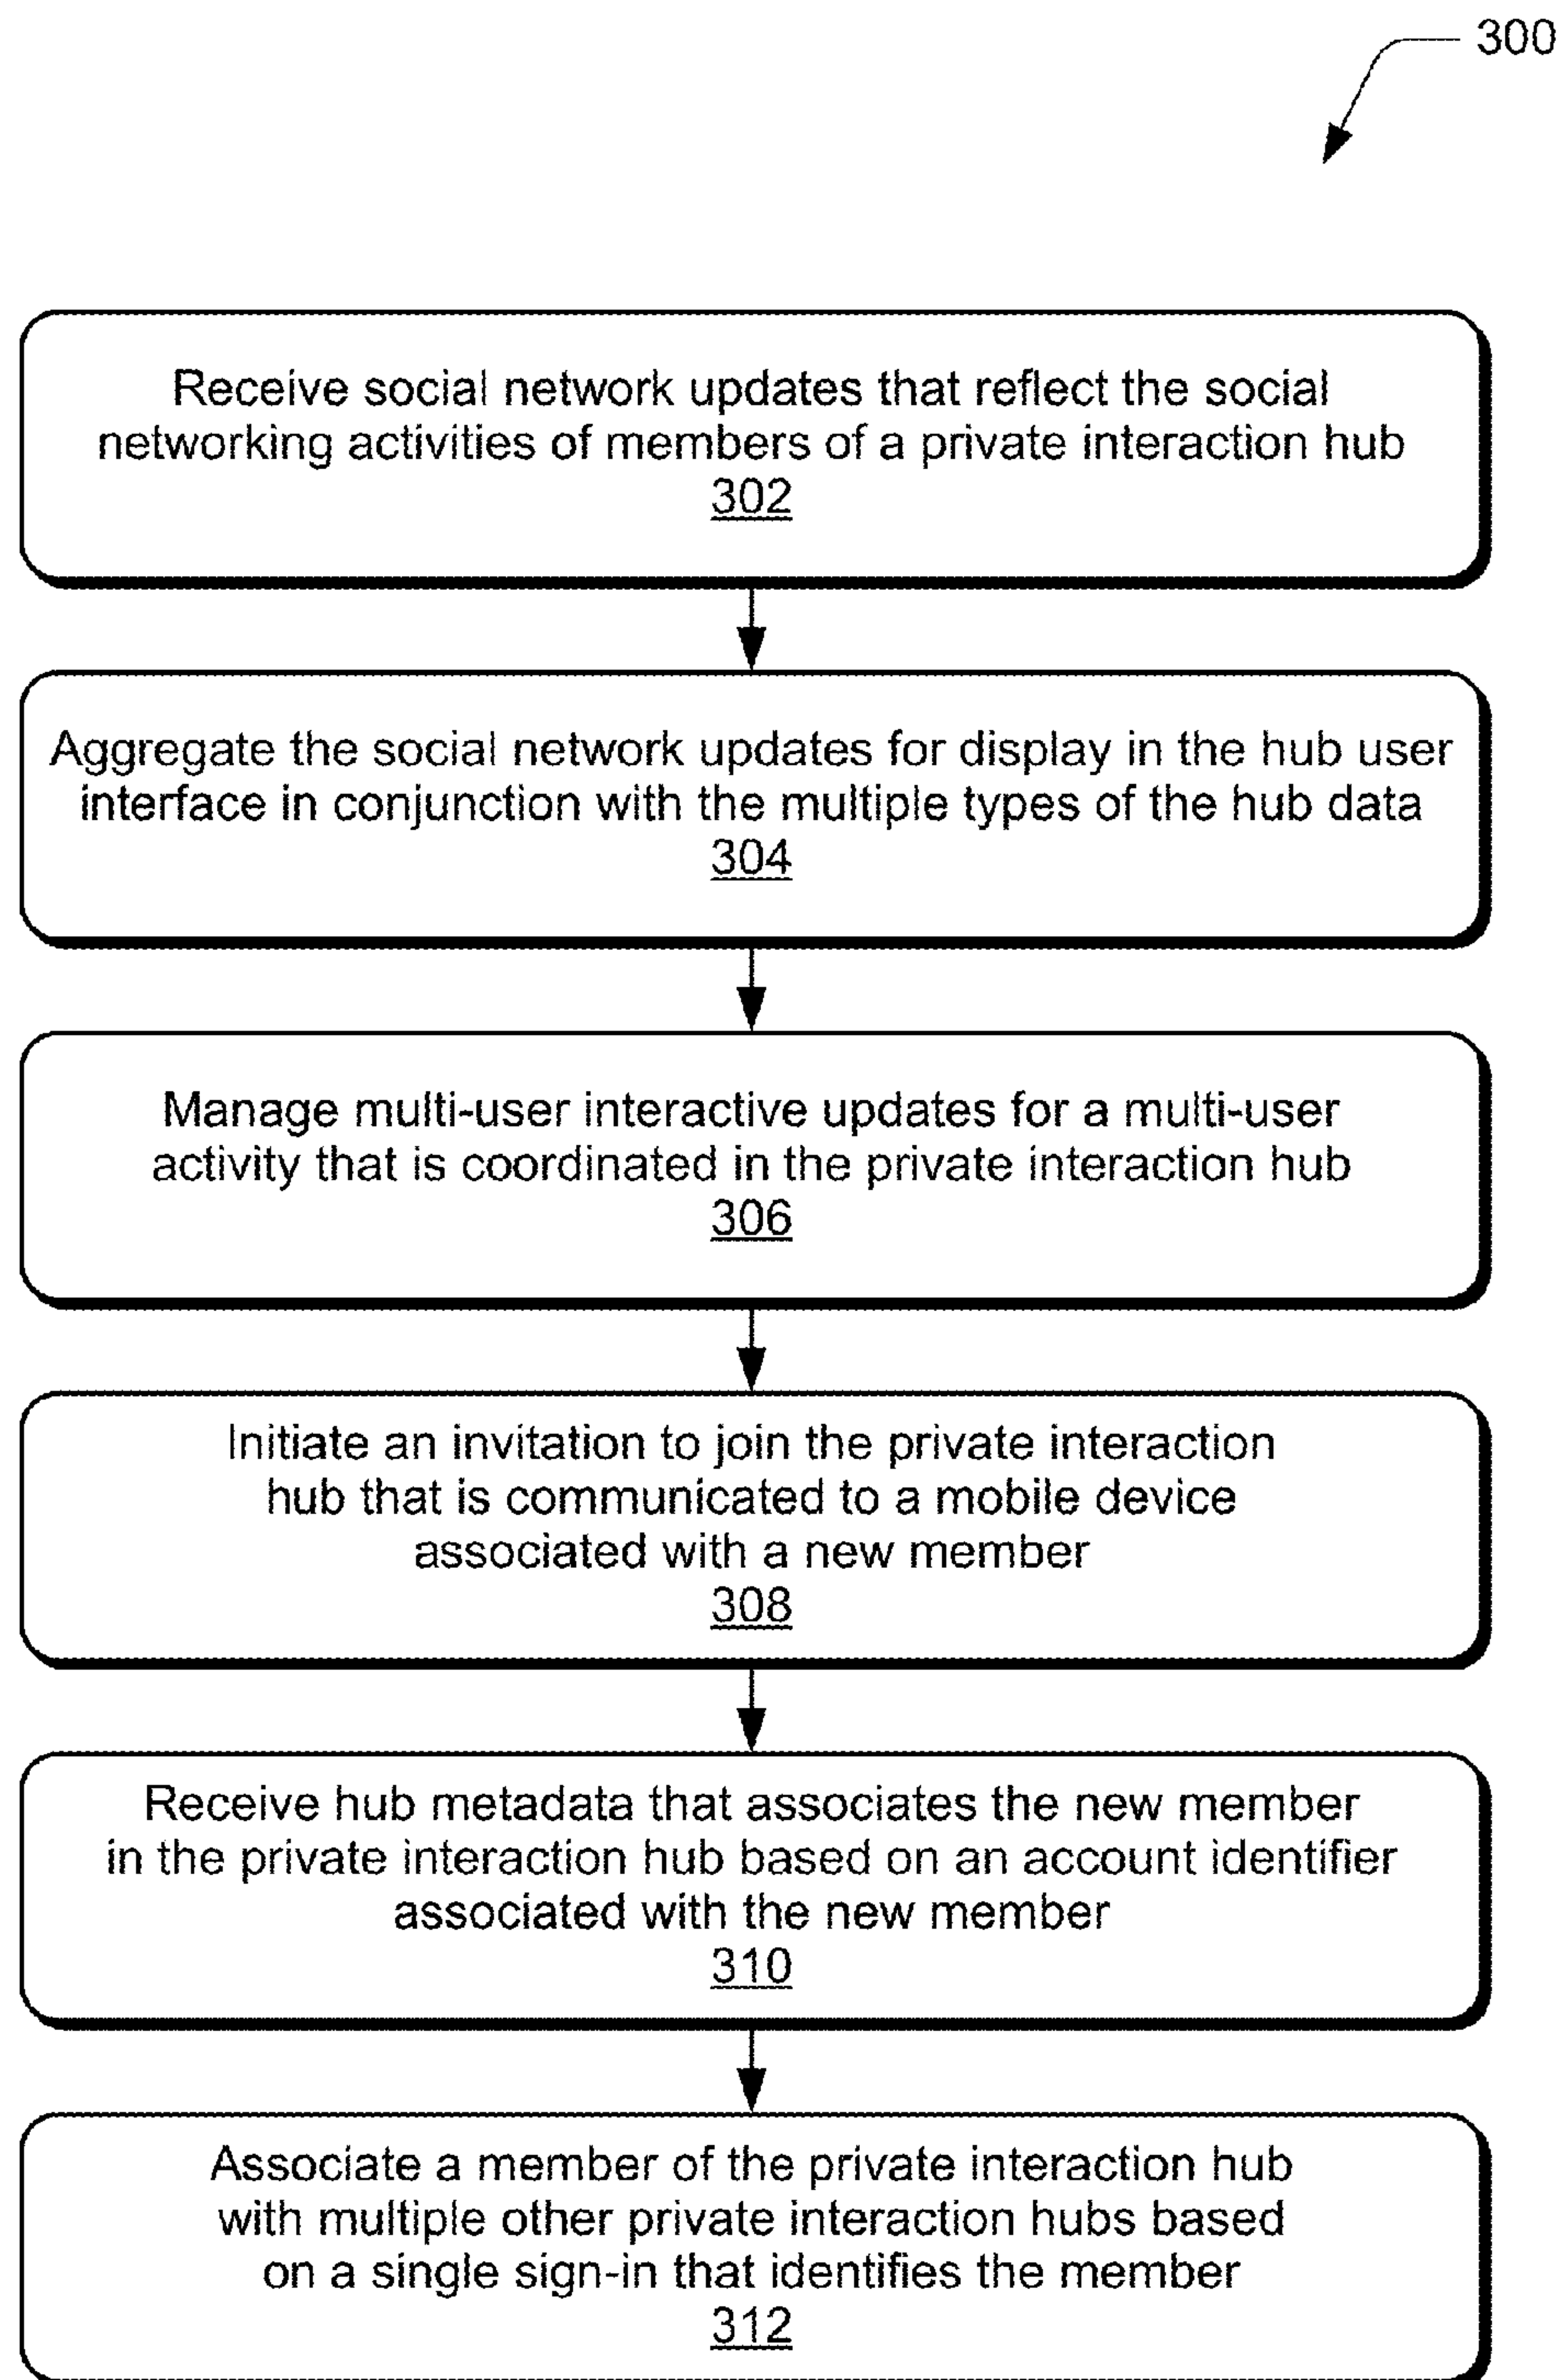 300
Receive social network updates that reflect the social
networking activities of members of a private interaction hub
302
Aggregate the social network updates for display in the hub user
interface in conjunction with the multiple types of the hub data
304
Manage multi-user interactive updates for a multi-user
activity that is coordinated in the private interaction hub
306
Initiate an invitation to join the private interaction
hub that is communicated to a mobile device
associated with a new member
308
Receive hub metadata that associates the new member
in the private interaction hub based on an account identifier
associated with the new member
310
Associate a member of the private interaction hub
with multiple other private interaction hubs based
on a single sign-in that identifies the member
312